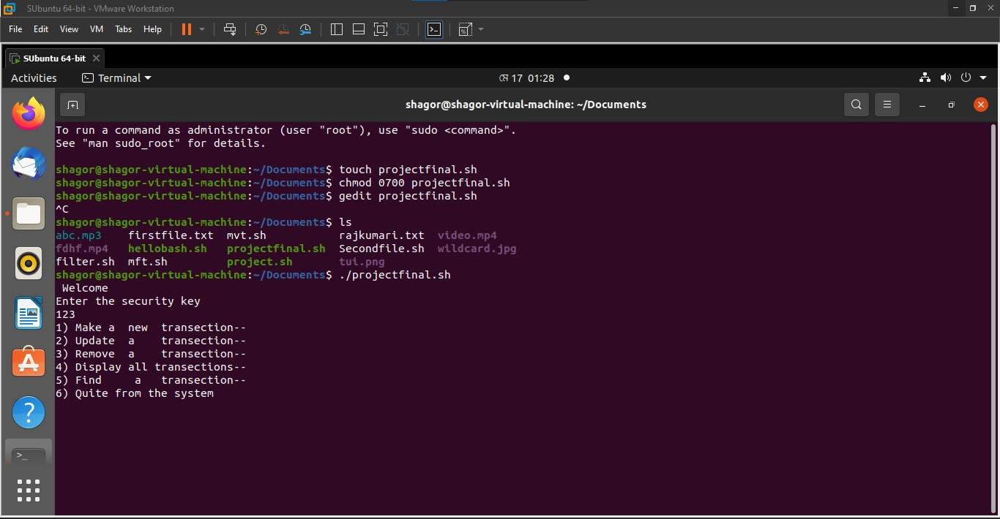 SUbuntu 64-bit - VMware Workstation
File Edit View VM Tabs Help
SUbuntu 64-bit
Activities Terminal মে 17 01:28
shagor@shagor-virtual-machine: ~/Documents
To run a command as administrator (user "root"), use "sudo <command>".
See "man sudo_root" for details.
shagor@shagor-virtual-machine:~/Documents$ touch projectfinal.sh
shagor@shagor-virtual-machine:~/Documents$ chmod 0700 projectfinal.sh
shagor@shagor-virtual-machine:~/Documents$ gedit projectfinal.sh
^C
shagor@shagor-virtual-machine:~/Documents$ ls
abc.mp3 firstfile.txt mvt.sh rajkumari.txt video.mp4
fdhf.mp4 hellobash.sh projectfinal.sh Secondfile.sh wildcard.jpg
filter.sh mft.sh project.sh tui.png
shagor@shagor-virtual-machine:~/Documents$ ./projectfinal.sh
Welcome
Enter the security key
123
1) Make a new transection--
2) Update a transection--
3) Remove a transection--
4) Display all transections--
5) Find a transection--
6) Quite from the system